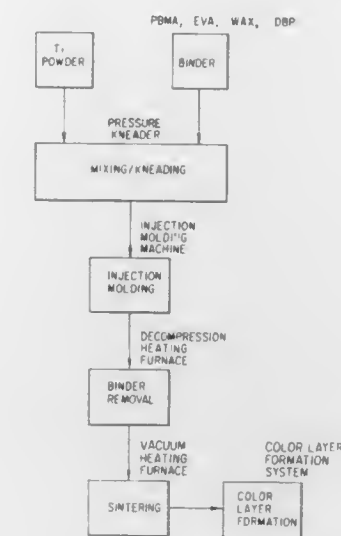 PBMA, EVA, WAX, DBP
Ti
POWDER
BINDER
PRESSURE
KNEADER
MIXING/KNEADING
INJECTION
MOLDING
MACHINE
INJECTION
MOLDING
DECOMPRESSION
HEATING
FURNACE
BINDER
REMOVAL
VACUUM
HEATING
FURNACE
COLOR LAYER
FORMATION
SYSTEM
SINTERING
COLOR
LAYER
FORMATION